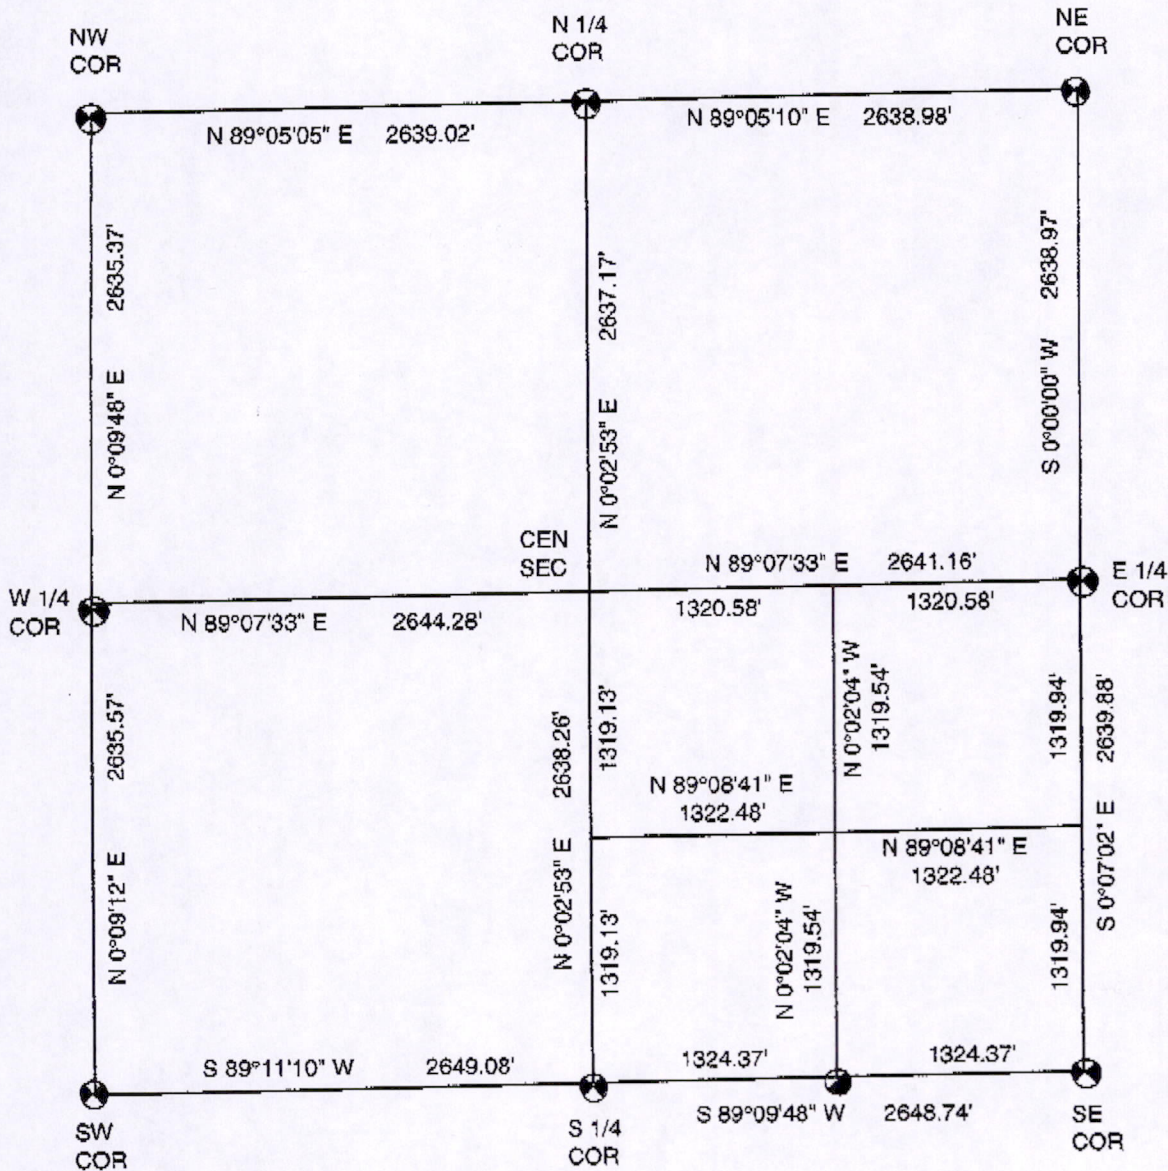 NW
COR
N 1/4
COR
NE
COR
N 89°05'05" E 2639.02'
N 89°05'10" E 2638.98'
N 0°09'48" E 2635.37'
N 0°02'53" E 2637.17'
S 0°00'00" W 2638.97'
CEN
SEC
W 1/4
COR
N 89°07'33" E 2644.28'
N 89°07'33" E 2641.16'
1320.58'
1320.58'
E 1/4
COR
N 0°09'12" E 2635.57'
N 0°02'53" E 2638.26'
1319.13'
N 0°02'04" W
1319.54'
1319.94'
S 0°07'02" E 2639.88'
N 89°08'41" E
1322.48'
N 89°08'41" E
1322.48'
1319.13'
N 0°02'04" W
1319.54'
1319.94'
S 89°11'10" W 2649.08'
1324.37'
1324.37'
S 89°09'48" W 2648.74'
SW
COR
S 1/4
COR
SE
COR